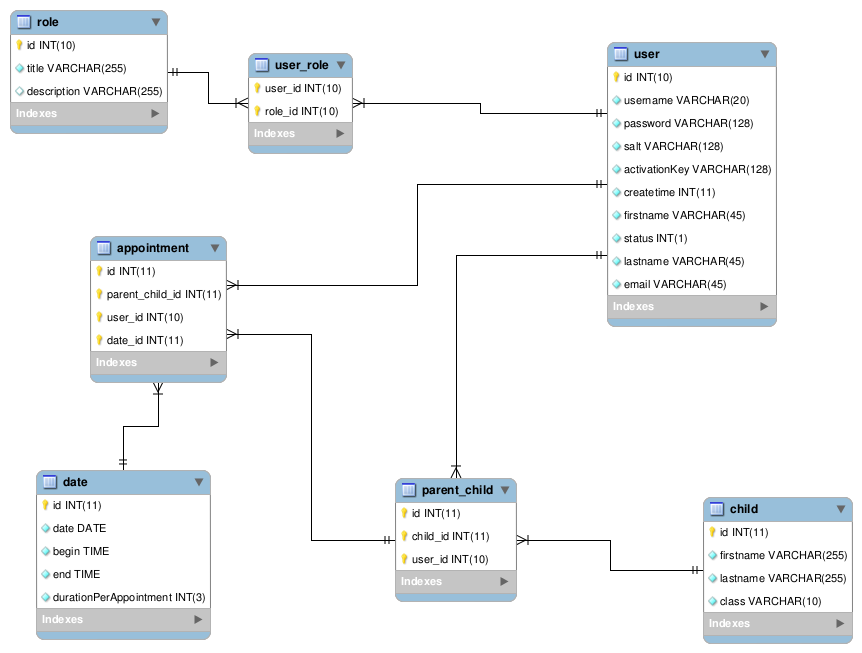 role
id INT(10)
title VARCHAR(255)
description VARCHAR(255)
Indexes
user_role
user_id INT(10)
role_id INT(10)
Indexes
user
id INT(10)
username VARCHAR(20)
password VARCHAR(128)
salt VARCHAR(128)
activationKey VARCHAR(128)
createtime INT(11)
firstname VARCHAR(45)
status INT(1)
lastname VARCHAR(45)
email VARCHAR(45)
Indexes
appointment
id INT(11)
parent_child_id INT(11)
user_id INT(10)
date_id INT(11)
Indexes
date
id INT(11)
date DATE
begin TIME
end TIME
durationPerAppointment INT(3)
Indexes
parent_child
id INT(11)
child_id INT(11)
user_id INT(10)
Indexes
child
id INT(11)
firstname VARCHAR(255)
lastname VARCHAR(255)
class VARCHAR(10)
Indexes